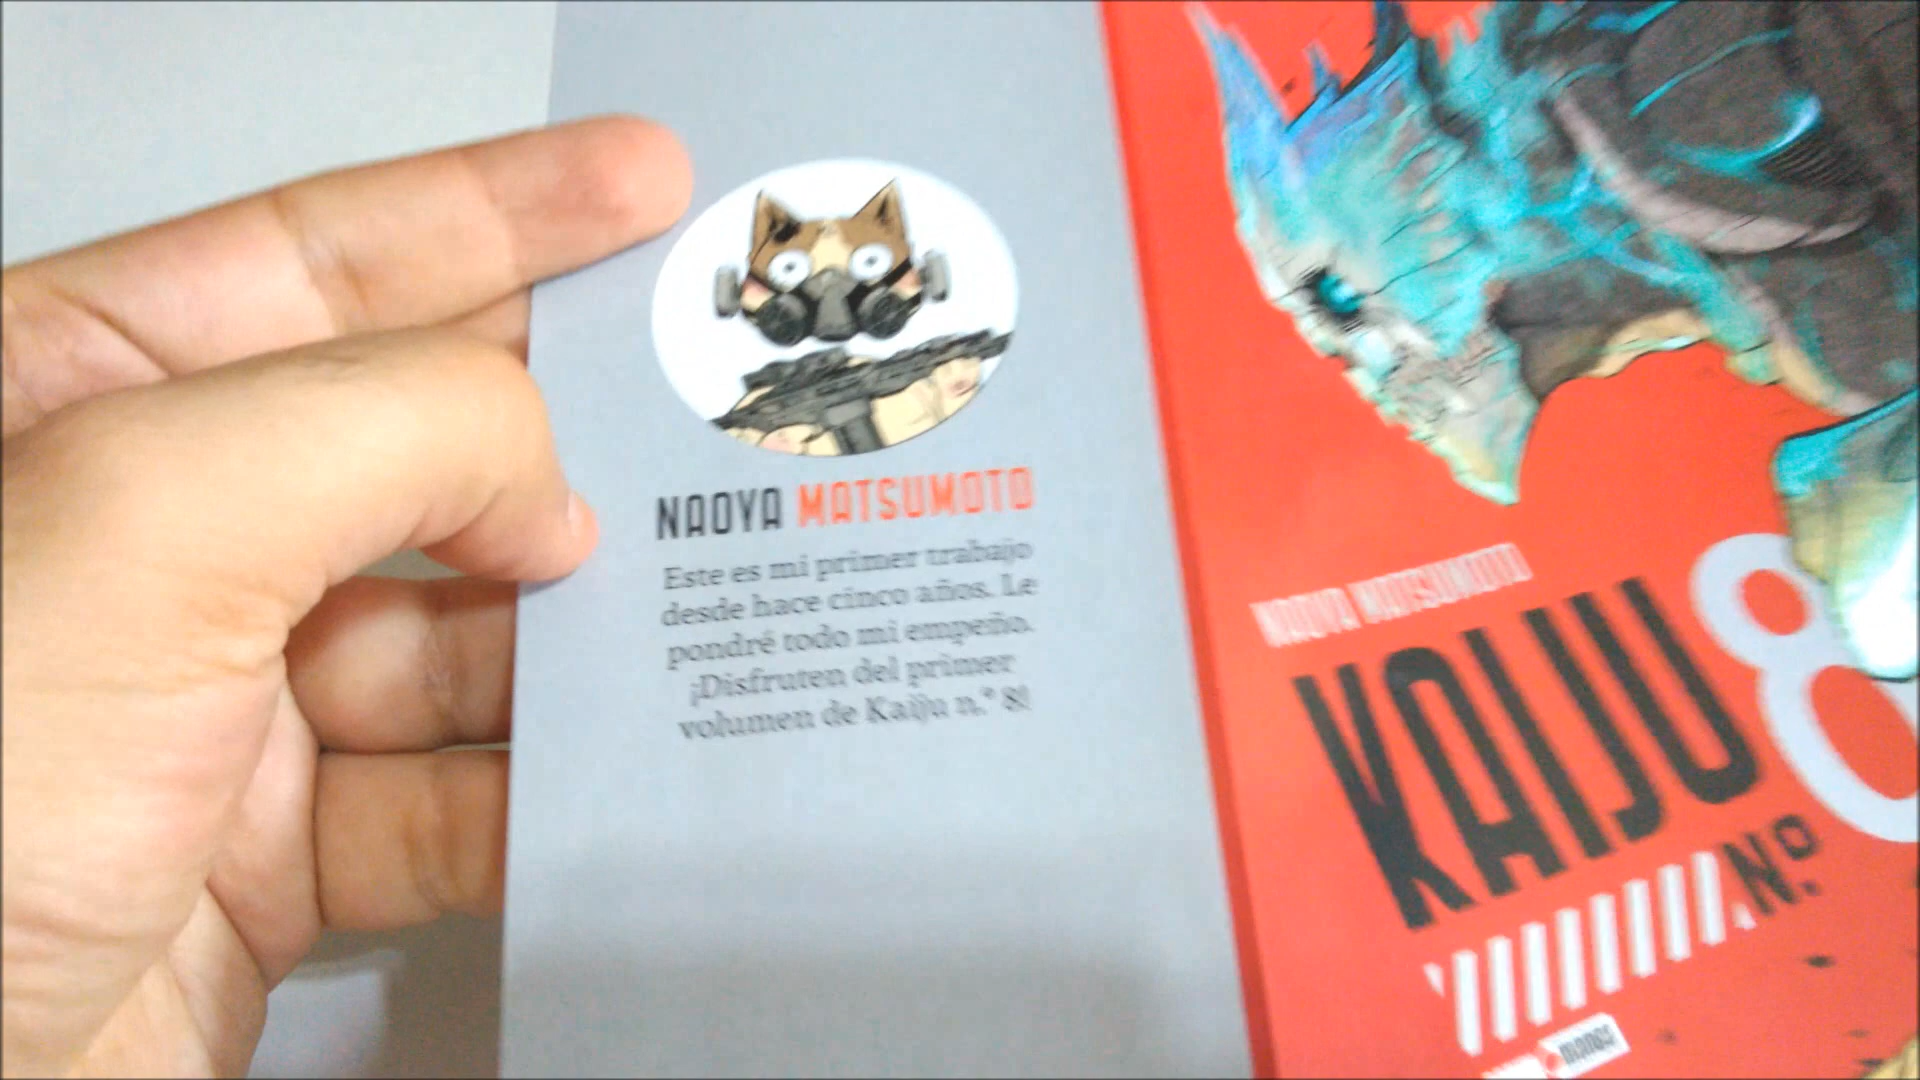 NAOYA MATSUMOTO
Este es mi primer trabajo
desde hace cinco años. Le
pondré todo mi empeño.
¡Disfruten del primer
volumen de Kaiju n.° 8!
NAOYA MATSUMOTO
KAIJU 8
Nº.